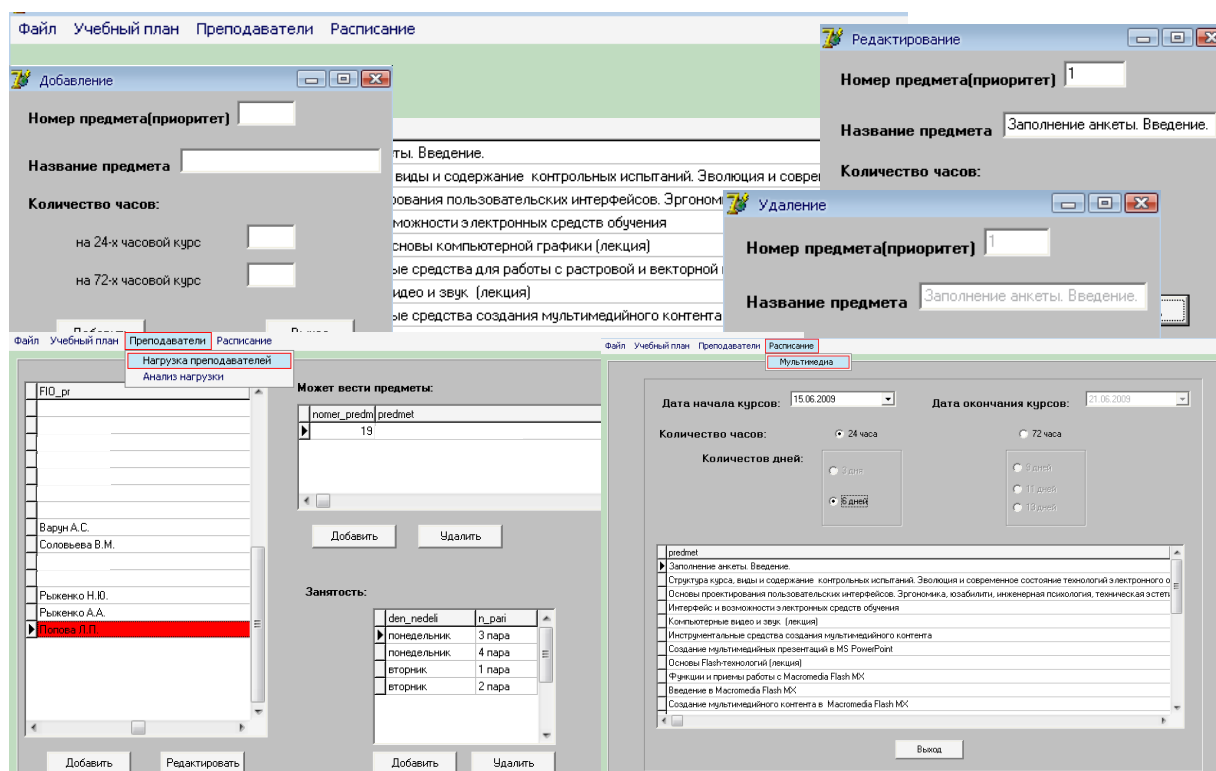 Файл Учебный план Преподаватели Расписание
Добавление
Номер предмета(приоритет)
Название предмета
Количество часов:
на 24-х часовой курс
на 72-х часовой курс
Добавить Выход
ты. Введение.
виды и содержание контрольных испытаний. Эволюция и соврем
рования пользовательских интерфейсов. Эргоном
можности электронных средств обучения
сновы компьютерной графики (лекция)
ые средства для работы с растровой и векторной
идео и звук (лекция)
ые средства создания мультимедийного контента
Редактирование
Номер предмета(приоритет) 1
Название предмета Заполнение анкеты. Введение.
Количество часов:
Удаление
Номер предмета(приоритет) 1
Название предмета Заполнение анкеты. Введение.
Файл Учебный план Преподаватели Расписание
Нагрузка преподавателей
Анализ нагрузки
FIO_pr
Варун А.С.
Соловьева В.М.
Рыженко Н.Ю.
Рыженко А.А.
Попова Л.П.
Добавить Редактировать
Может вести предметы:
nomer_predm predmet
19
Добавить Удалить
Занятость:
den_nedeli n_pari
понедельник 3 пара
понедельник 4 пара
вторник 1 пара
вторник 2 пара
Добавить Удалить
Файл Учебный план Преподаватели Расписание
Мультимедиа
Дата начала курсов: 15.06.2009 Дата окончания курсов: 21.06.2009
Количество часов: 24 часа 72 часа
Количестов дней:
3 дня
6 дней
9 дней
11 дней
13 дней
predmet
Заполнение анкеты. Введение.
Структура курса, виды и содержание контрольных испытаний. Эволюция и современное состояние технологий электронного о
Основы проектирования пользовательских интерфейсов. Эргономика, юзабилити, инженерная психология, техническая эстети
Интерфейс и возможности электронных средств обучения
Компьютерные видео и звук (лекция)
Инструментальные средства создания мультимедийного контента
Создание мультимедийных презентаций в MS PowerPoint
Основы Flash-технологий (лекция)
Функции и приемы работы с Macromedia Flash MX
Введение в Macromedia Flash MX
Создание мультимедийного контента в Macromedia Flash MX
Выход